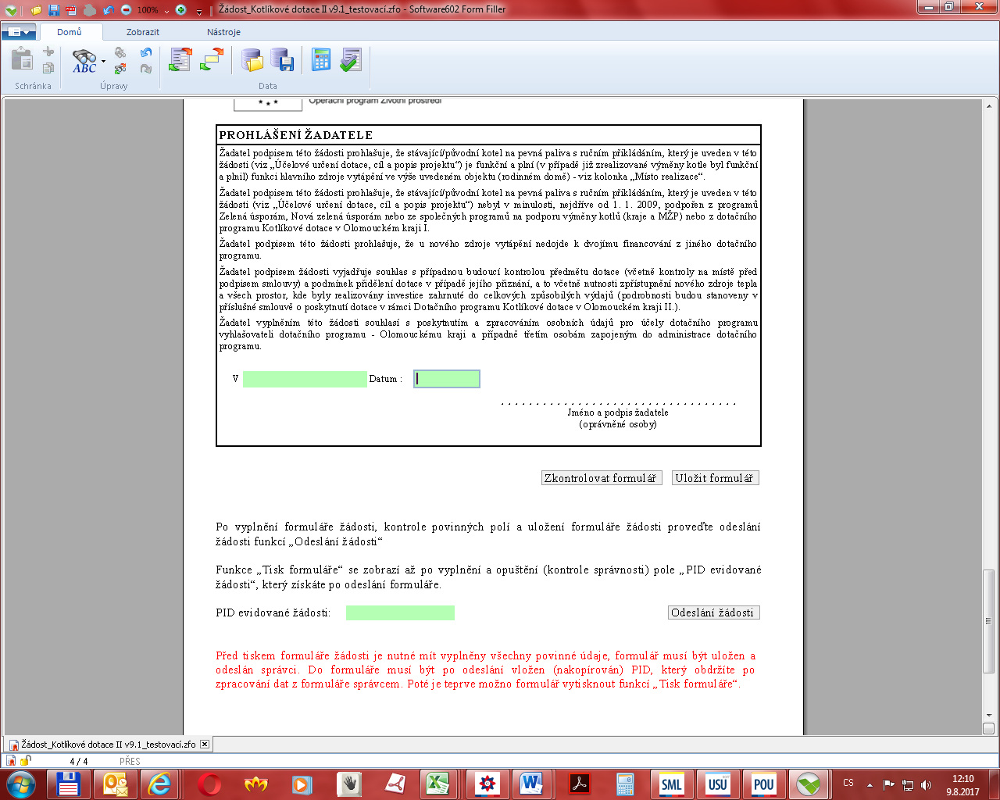 100%
Žádost_Kotlíkové dotace II v9.1_testovací.zfo - Software602 Form Filler
Domů
Zobrazit
Nástroje
ABC
Schránka
Úpravy
Data
Operační program Životní prostředí
PROHLÁŠENÍ ŽADATELE
Žadatel podpisem této žádosti prohlašuje, že stávající/původní kotel na pevná paliva s ručním přikládáním, který je uveden v této
žádosti (viz „Účelové určení dotace, cíl a popis projektu“) je funkční a plní (v případě již zrealizované výměny kotle byl funkční
a plnil) funkci hlavního zdroje vytápění ve výše uvedeném objektu (rodinném domě) - viz kolonka „Místo realizace“.
Žadatel podpisem této žádosti prohlašuje, že stávající/původní kotel na pevná paliva s ručním přikládáním, který je uveden v této
žádosti (viz „Účelové určení dotace, cíl a popis projektu“) nebyl v minulosti, nejdříve od 1. 1. 2009, podpořen z programů
Zelená úsporám, Nová zelená úsporám nebo ze společných programů na podporu výměny kotlů (kraje a MŽP) nebo z dotačního
programu Kotlíkové dotace v Olomouckém kraji I.
Žadatel podpisem této žádosti prohlašuje, že u nového zdroje vytápění nedojde k dvojímu financování z jiného dotačního
programu.
Žadatel podpisem žádosti vyjadřuje souhlas s případnou budoucí kontrolou předmětu dotace (včetně kontroly na místě před
podpisem smlouvy) a podmínek přidělení dotace v případě jejího přiznání, a to včetně nutnosti zpřístupnění nového zdroje tepla
a všech prostor, kde byly realizovány investice zahrnuté do celkových způsobilých výdajů (podrobnosti budou stanoveny v
příslušné smlouvě o poskytnutí dotace v rámci Dotačního programu Kotlíkové dotace v Olomouckém kraji II.).
Žadatel vyplněním této žádosti souhlasí s poskytnutím a zpracováním osobních údajů pro účely dotačního programu
vyhlašovateli dotačního programu - Olomouckému kraji a případně třetím osobám zapojeným do administrace dotačního
programu.
V Datum :
Jméno a podpis žadatele
(oprávněné osoby)
Zkontrolovat formulář Uložit formulář
Po vyplnění formuláře žádosti, kontrole povinných polí a uložení formuláře žádosti proveďte odeslání
žádosti funkcí „Odeslání žádosti“
Funkce „Tisk formuláře“ se zobrazí až po vyplnění a opuštění (kontrole správnosti) pole „PID evidované
žádosti“, který získáte po odeslání formuláře.
PID evidované žádosti: Odeslání žádosti
Před tiskem formuláře žádosti je nutné mít vyplněny všechny povinné údaje, formulář musí být uložen a
odeslán správci. Do formuláře musí být po odeslání vložen (nakopírován) PID, který obdržíte po
zpracování dat z formuláře správcem. Poté je teprve možno formulář vytisknout funkcí „Tisk formuláře“.
Žádost_Kotlíkové dotace II v9.1_testovací.zfo
4 / 4 PŘES
SML USU POU
CS
12:10
9.8.2017